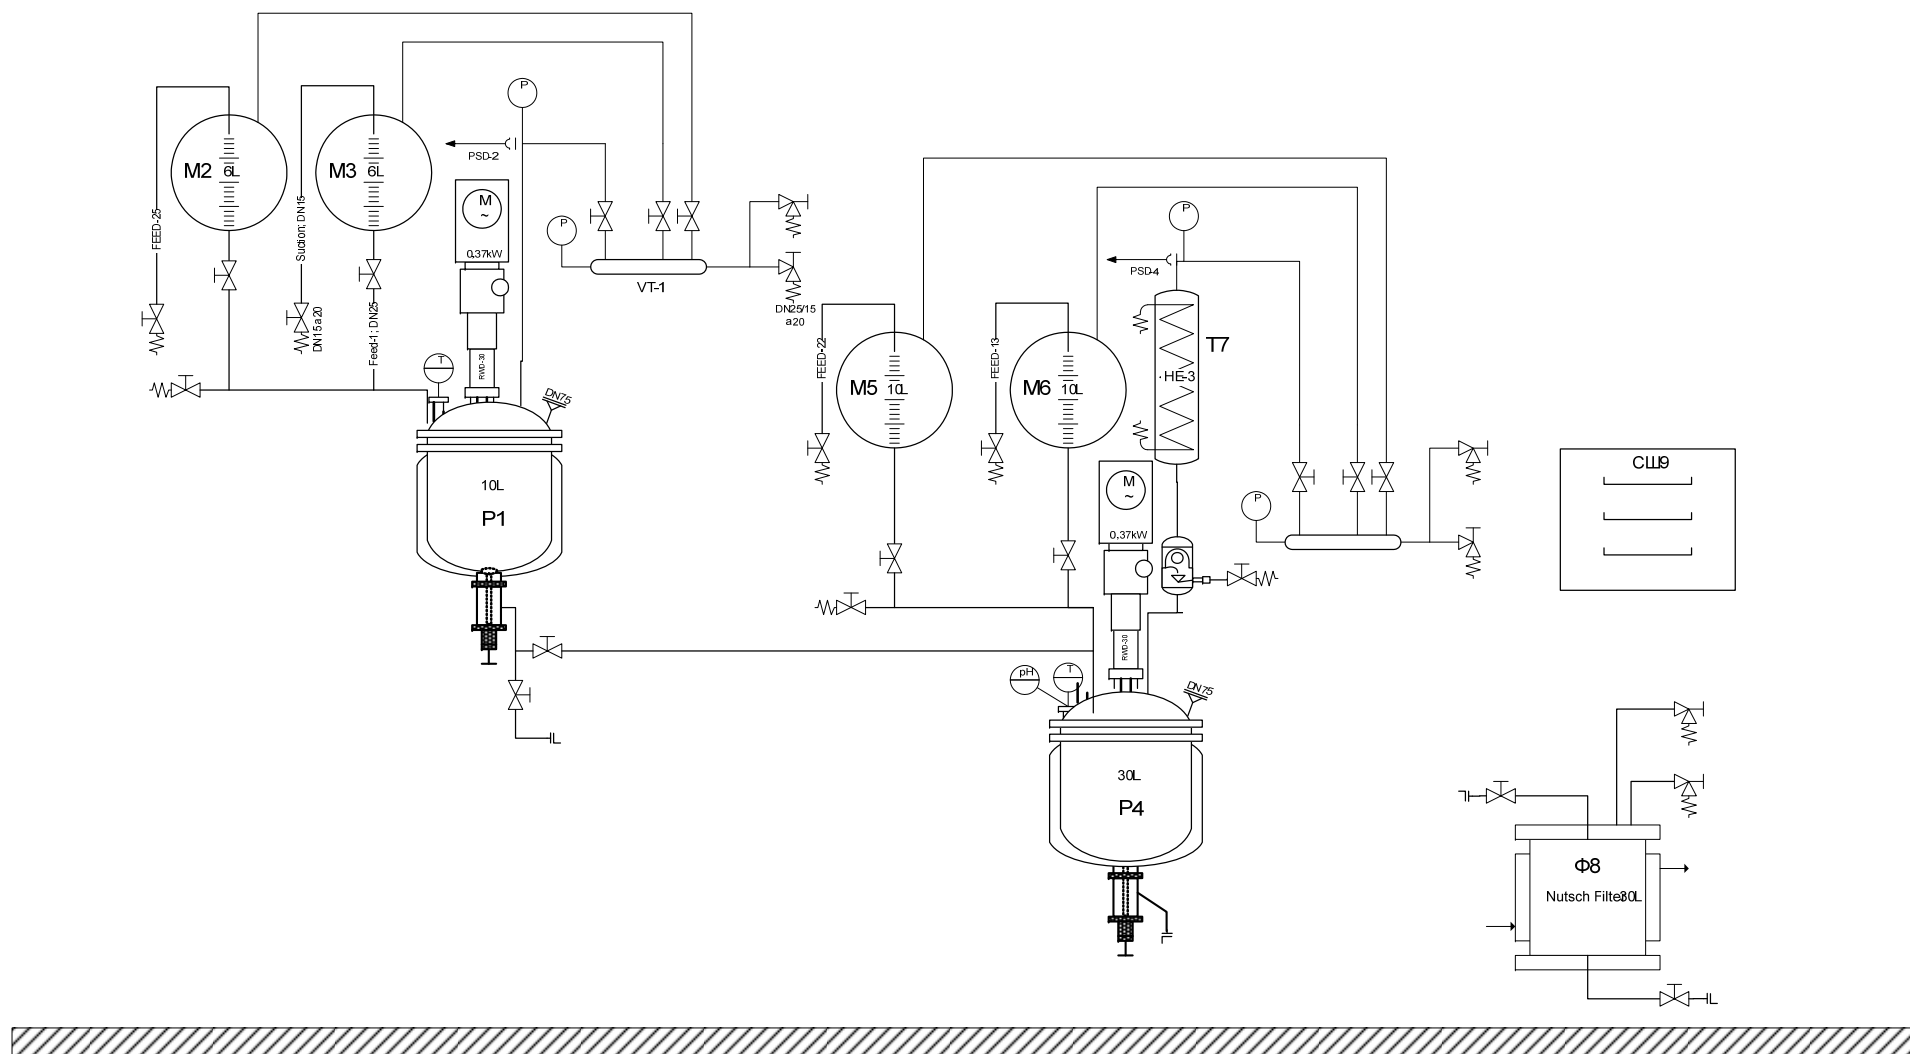 P
M2 6L
M3 6L
PSD-2
FEED-25
Suction; DN15
M
~
0,37kW
P
VT-1
DN25/15
a20
DN15 a20
Feed-1; DN25
T
RWD-30
DN75
10L
P1
P
PSD-4
FEED-22
FEED-13
M5 10L
M6 10L
T7
HE-3
M
~
0,37kW
P
СШ9
RWD-30
pH
T
DN75
30L
P4
Ф8
Nutsch Filter 30L